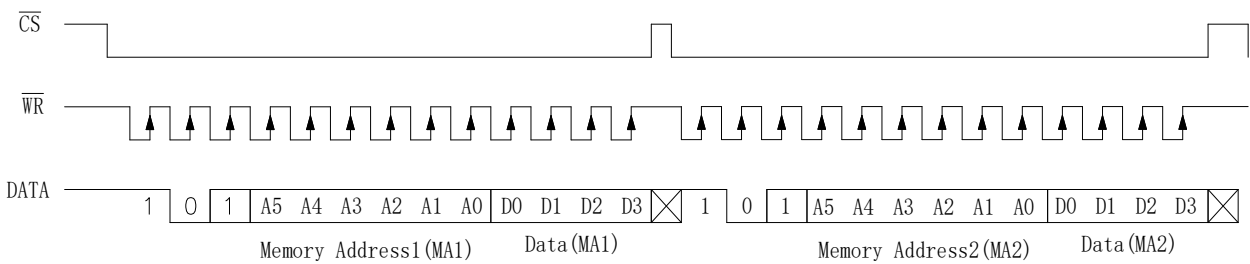 CS
WR
DATA 1 0 1 A5 A4 A3 A2 A1 A0 D0 D1 D2 D3 1 0 1 A5 A4 A3 A2 A1 A0 D0 D1 D2 D3
Memory Address1(MA1) Data(MA1) Memory Address2(MA2) Data(MA2)